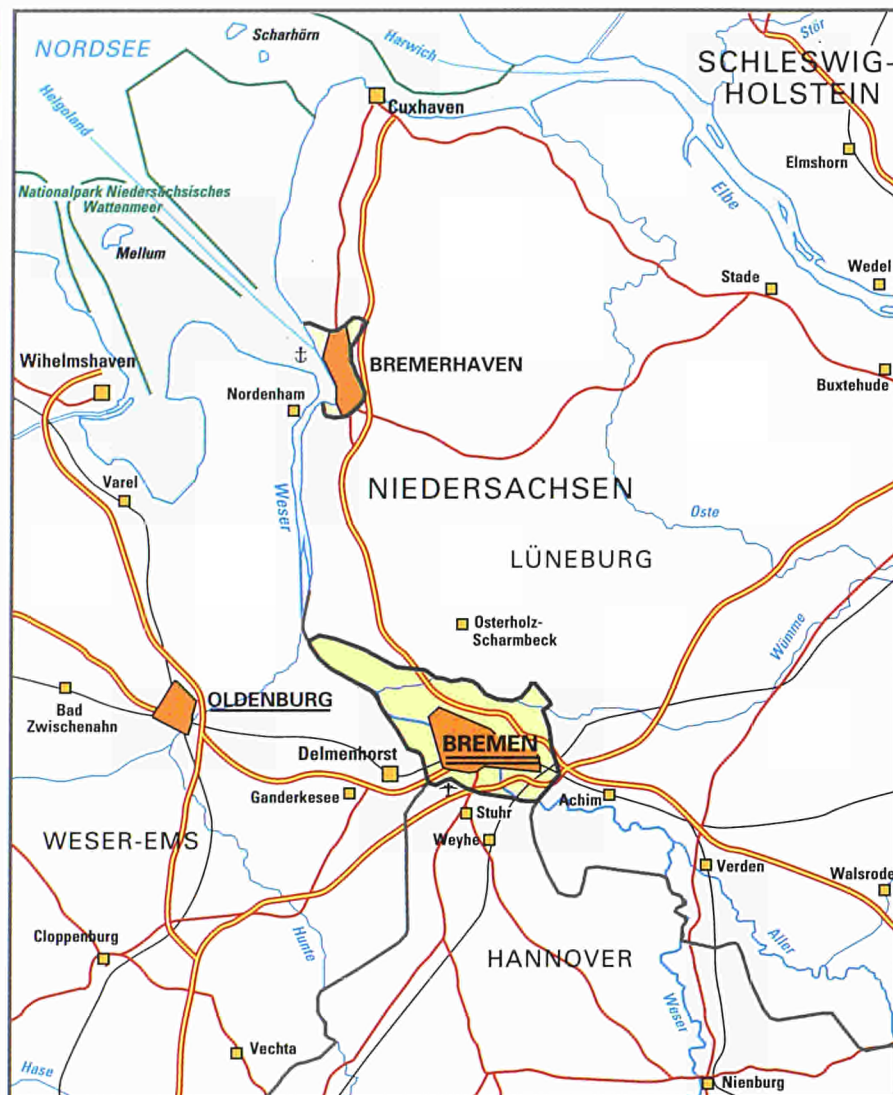 NORDSEE
Scharhörn
Harwich
Stör
SCHLESWIG-
HOLSTEIN
Helgoland
Cuxhaven
Elmshorn
Nationalpark Niedersächsisches
Wattenmeer
Elbe
Mellum
Stade
Wedel
Wihelmshaven
BREMERHAVEN
Nordenham
Buxtehude
Varel
Weser
NIEDERSACHSEN
Oste
LÜNEBURG
Osterholz-
Scharmbeck
Wümme
Bad
Zwischenahn
OLDENBURG
BREMEN
Delmenhorst
Ganderkesee
Stuhr
Achim
WESER-EMS
Weyhe
Verden
Walsrode
Cloppenburg
Hunte
HANNOVER
Aller
Weser
Vechta
Hase
Nienburg